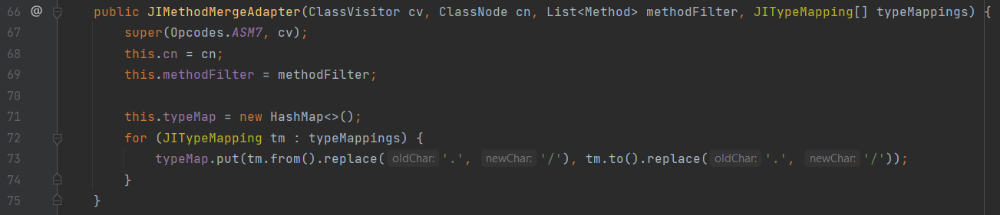 66 @ public JIMethodMergeAdapter(ClassVisitor cv, ClassNode cn, List<Method> methodFilter, JITypeMapping[] typeMappings) {
67 super(Opcodes.ASM7, cv);
68 this.cn = cn;
69 this.methodFilter = methodFilter;
70
71 this.typeMap = new HashMap<>();
72 for (JITypeMapping tm : typeMappings) {
73 typeMap.put(tm.from().replace( oldChar: '.', newChar: '/'), tm.to().replace( oldChar: '.', newChar: '/'));
74 }
75 }